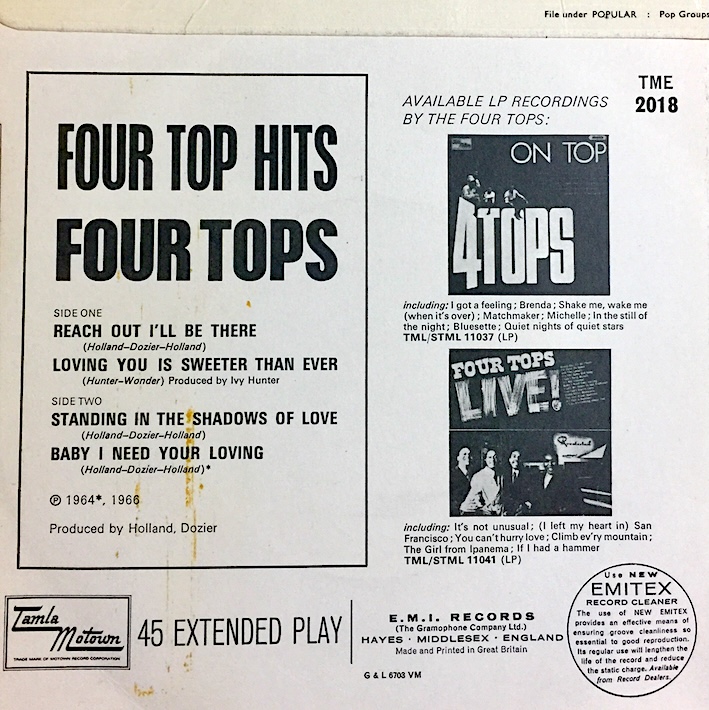 File under POPULAR : Pop Groups
TME
2018
FOUR TOP HITS
FOUR TOPS
SIDE ONE
REACH OUT I'LL BE THERE
(Holland–Dozier–Holland)
LOVING YOU IS SWEETER THAN EVER
(Hunter–Wonder) Produced by Ivy Hunter
SIDE TWO
STANDING IN THE SHADOWS OF LOVE
(Holland–Dozier–Holland)
BABY I NEED YOUR LOVING
(Holland–Dozier–Holland)*
℗ 1964*, 1966
Produced by Holland, Dozier
AVAILABLE LP RECORDINGS
BY THE FOUR TOPS:
ON TOP
4TOPS
including: I got a feeling; Brenda; Shake me, wake me
(when it's over); Matchmaker; Michelle; In the still of
the night; Bluesette; Quiet nights of quiet stars
TML/STML 11037 (LP)
FOUR TOPS
LIVE!
including: It's not unusual; (I left my heart in) San
Francisco; You can't hurry love; Climb ev'ry mountain;
The Girl from Ipanema; If I had a hammer
TML/STML 11041 (LP)
Tamla
Motown
TRADE MARK OF MOTOWN RECORD CORPORATION
45 EXTENDED PLAY
E.M.I. RECORDS
(The Gramophone Company Ltd.)
HAYES · MIDDLESEX · ENGLAND
Made and Printed in Great Britain
G & L 6703 VM
Use NEW
EMITEX
RECORD CLEANER
The use of NEW EMITEX
provides an effective means of
ensuring groove cleanliness so
essential to good reproduction.
Its regular use will lengthen the
life of the record and reduce
the static charge. Available
from Record Dealers.